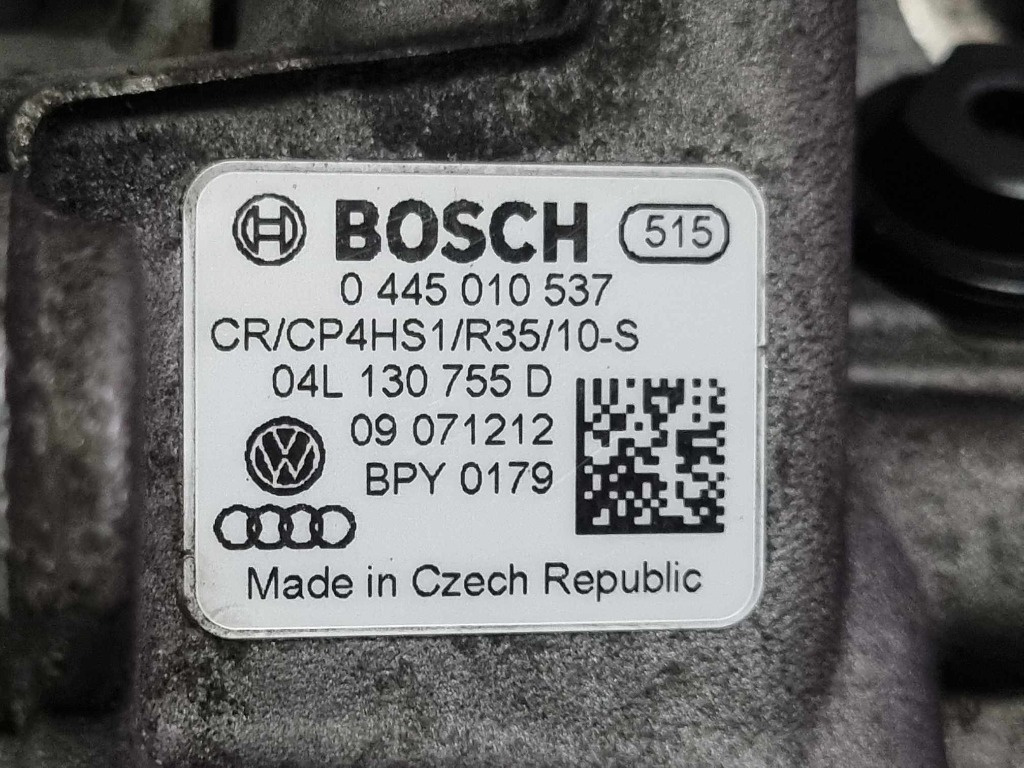 BOSCH 515
0 445 010 537
CR/CP4HS1/R35/10-S
04L 130 755 D
09 071212
BPY 0179
Made in Czech Republic